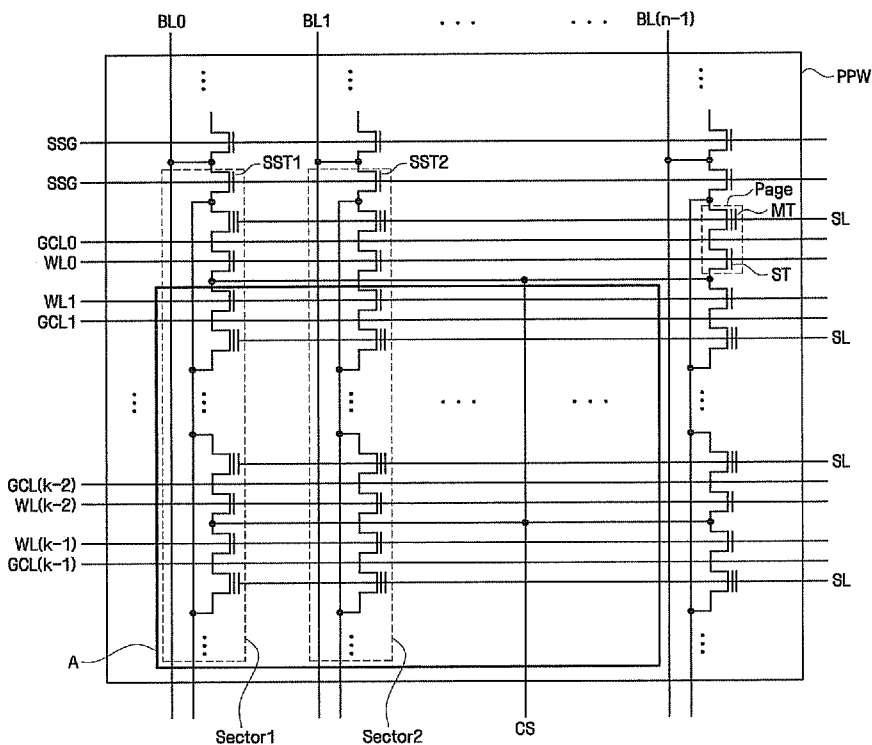 BL0 BL1 · · · · · · BL(n-1)
PPW
SSG
SST1 SST2
SSG
Page
MT
SL
GCL0
WL0
ST
WL1
GCL1
SL
SL
GCL(k-2)
WL(k-2)
WL(k-1)
GCL(k-1)
SL
A
Sector1 Sector2 CS